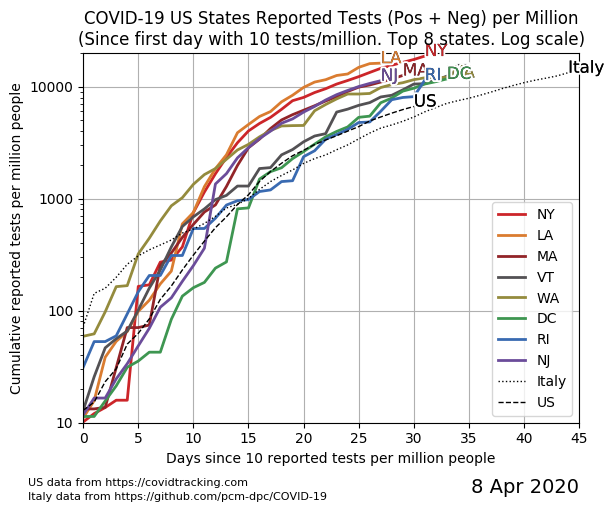 COVID-19 US States Reported Tests (Pos + Neg) per Million
(Since first day with 10 tests/million. Top 8 states. Log scale)
Cumulative reported tests per million people
10000
1000
100
10
LA
NY
NJ
MA
RI
DC
US
Italy
NY
LA
MA
VT
WA
DC
RI
NJ
Italy
US
0 5 10 15 20 25 30 35 40 45
Days since 10 reported tests per million people
US data from https://covidtracking.com
Italy data from https://github.com/pcm-dpc/COVID-19
8 Apr 2020